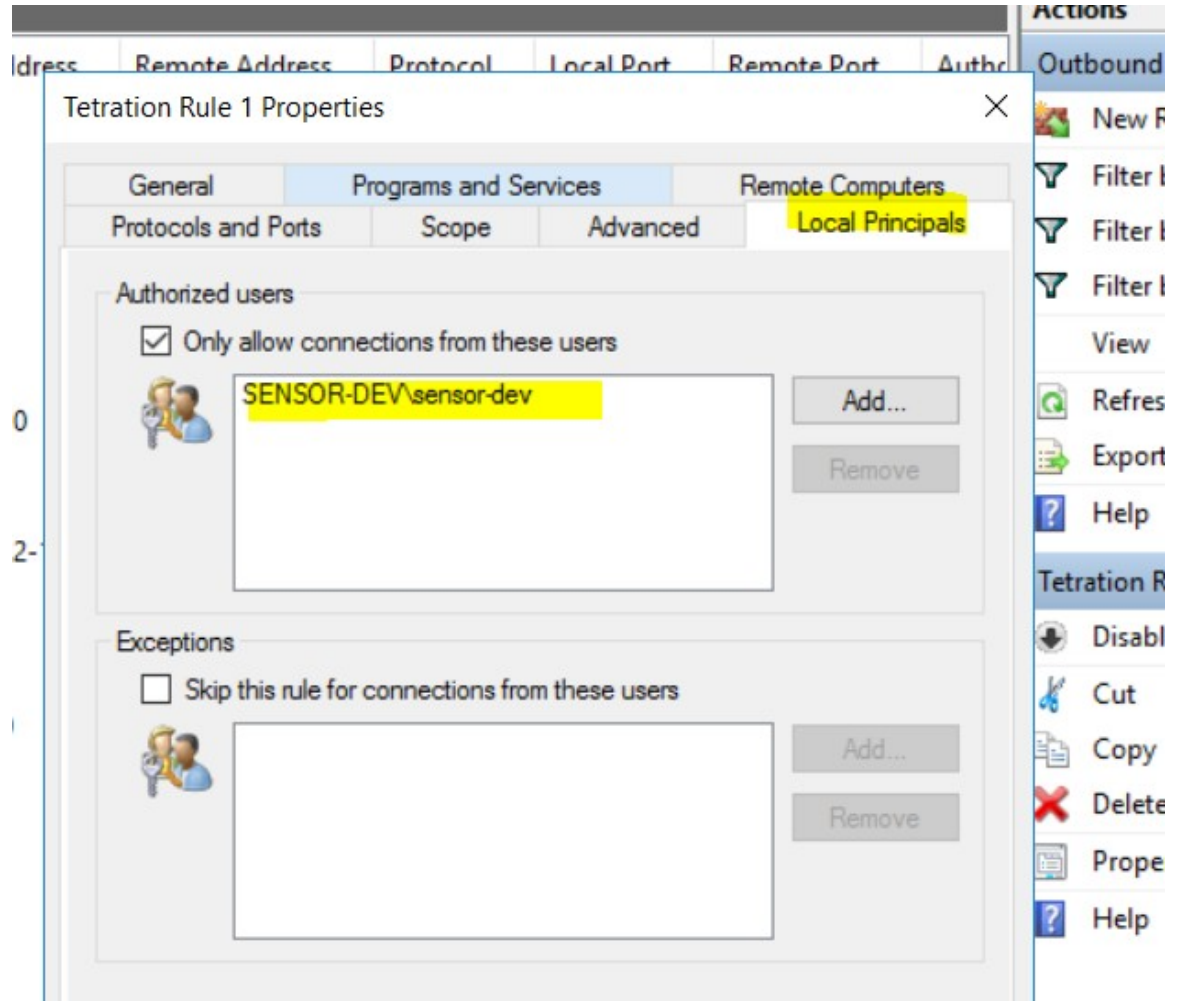 Actions
ldress Remote Address Protocol Local Port Remote Port Autho
Outbound
Tetration Rule 1 Properties
New R
General Programs and Services Remote Computers
Filter b
Protocols and Ports Scope Advanced Local Principals
Filter b
Authorized users
Filter b
Only allow connections from these users
View
SENSOR-DEV\sensor-dev
Add...
Refres
0
Remove
Export
Help
2-1
Tetration R
Exceptions
Disabl
Skip this rule for connections from these users
Cut
Add...
Copy
Remove
Delete
Prope
Help